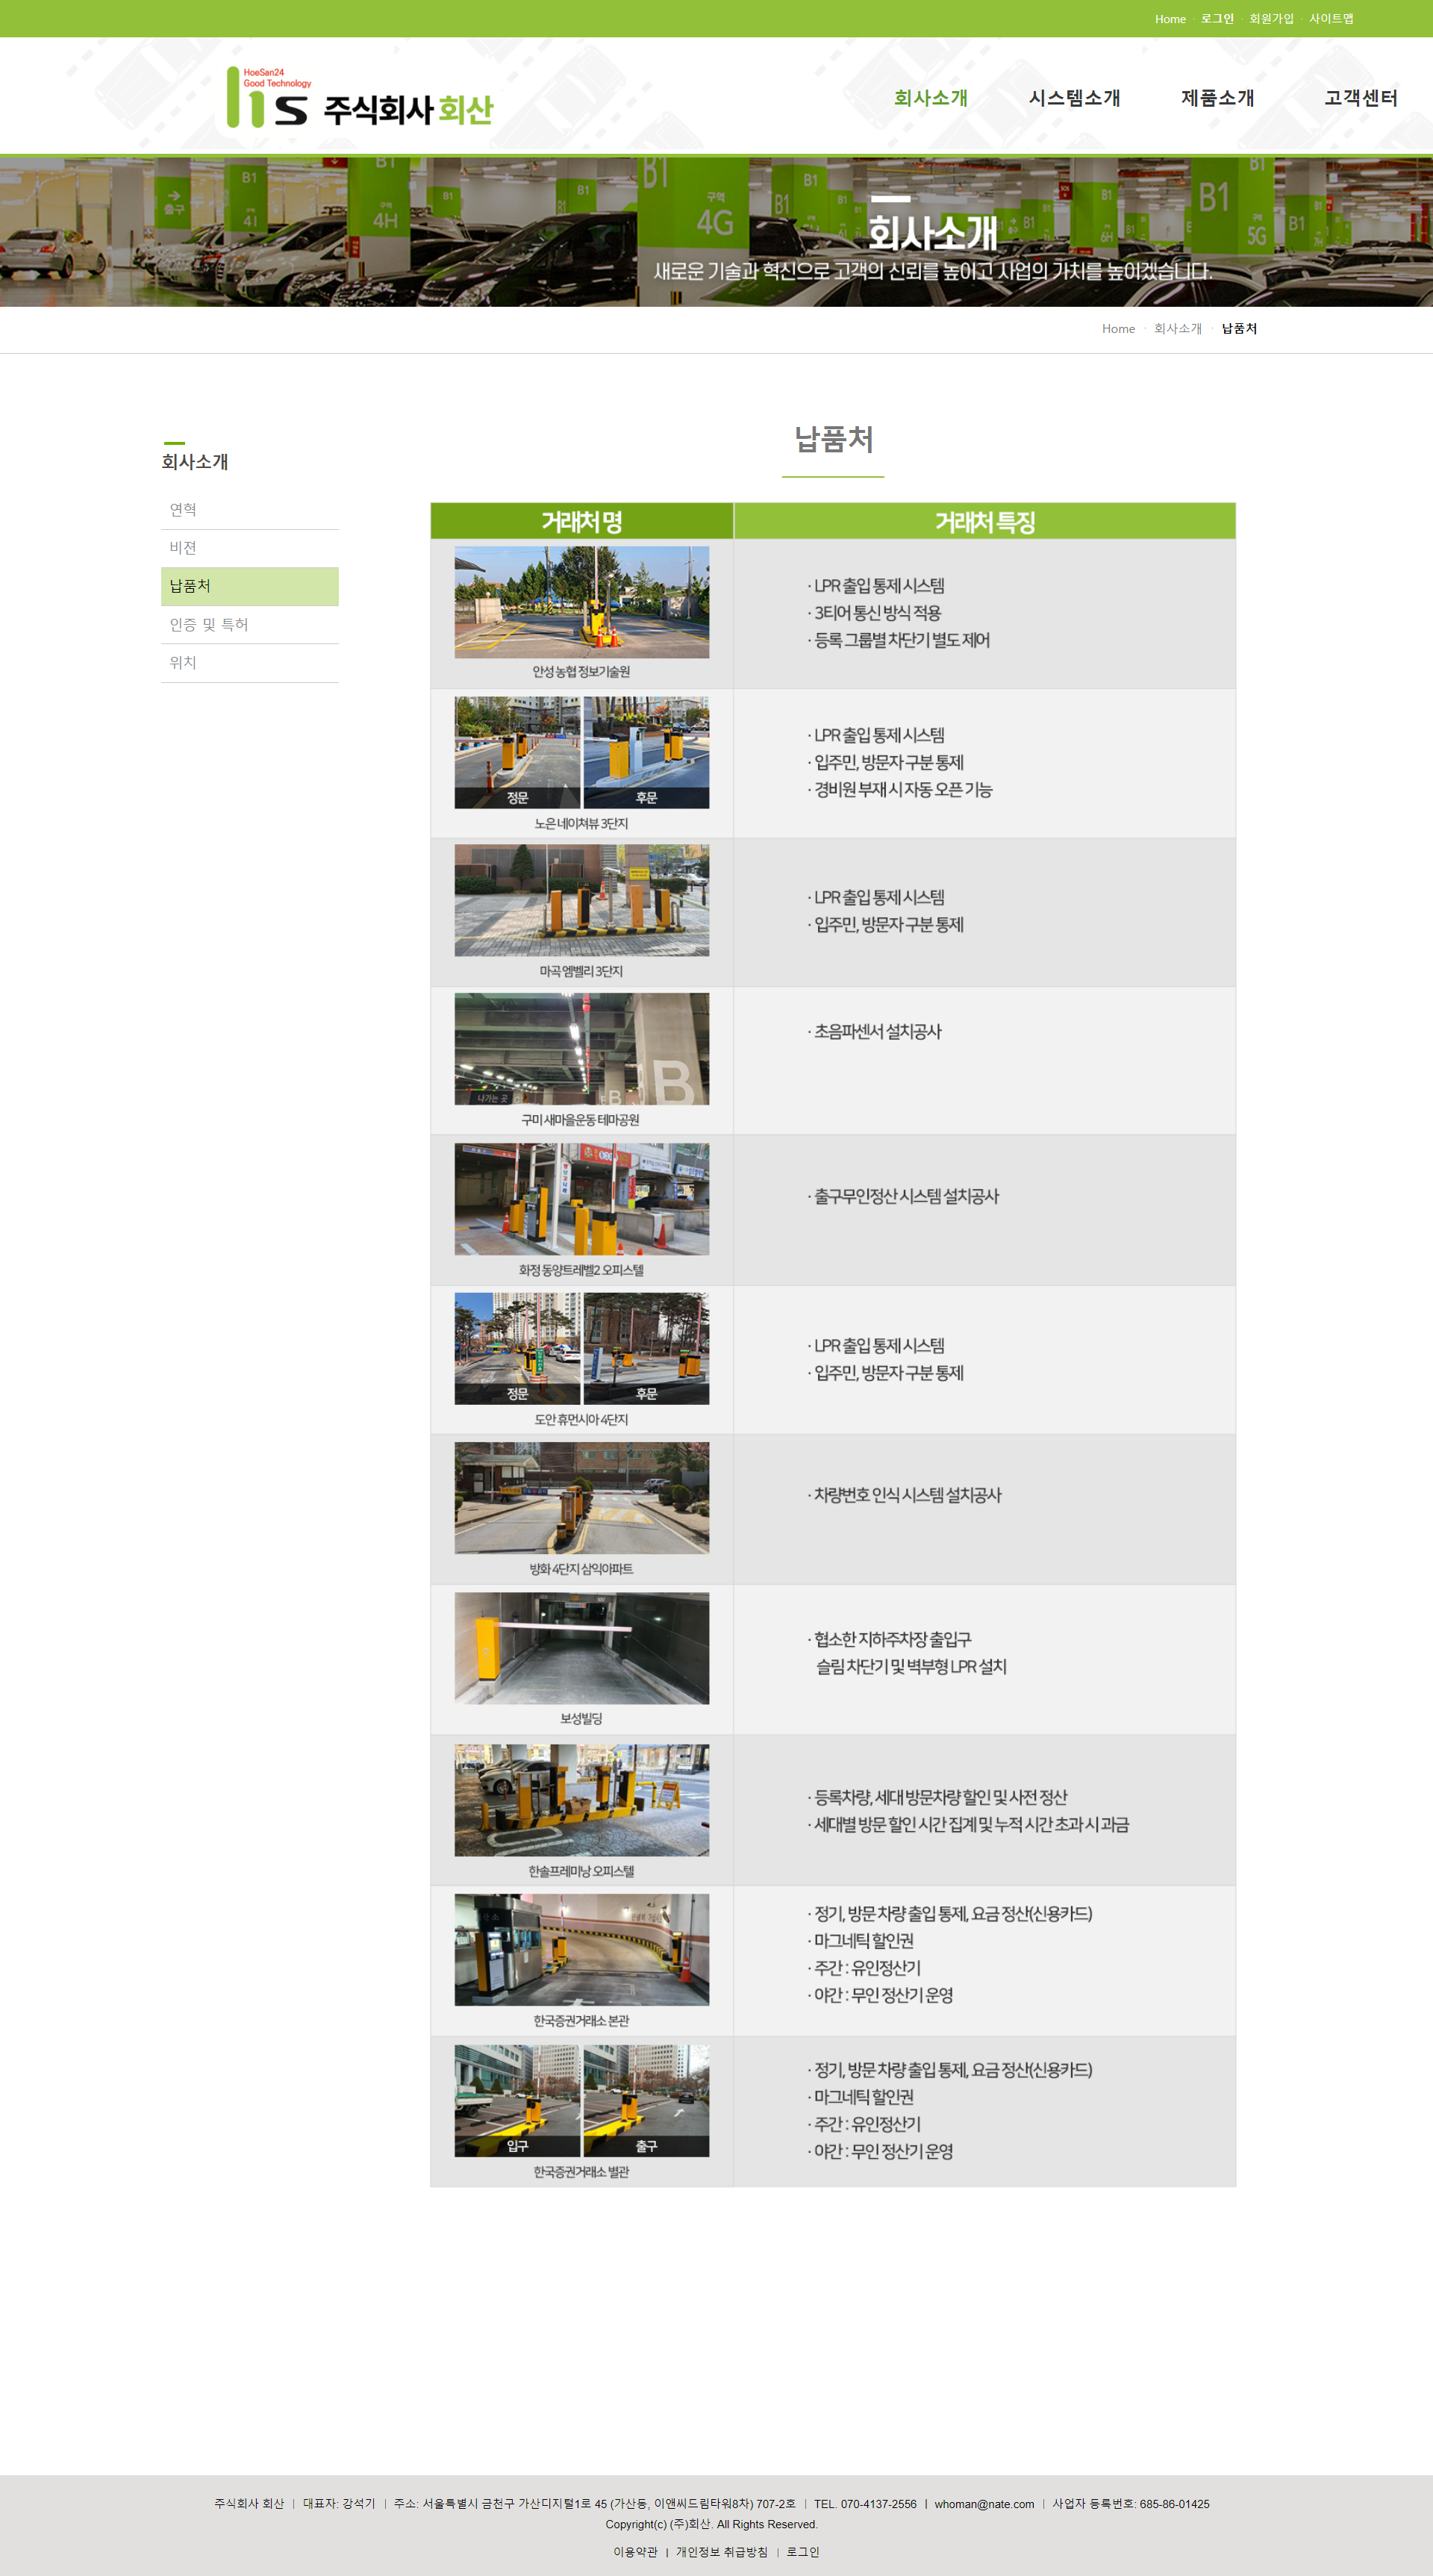 Home · 로그인 · 회원가입 · 사이트맵
HoeSan24
Good Technology
lis 주식회사 회산
회사소개 시스템소개 제품소개 고객센터
B1
4I
4H
구역
4G
5G
출구
회사소개
새로운 기술과 혁신으로 고객의 신뢰를 높이고 사업의 가치를 높이겠습니다.
Home · 회사소개 · 납품처
회사소개
연혁
비젼
납품처
인증 및 특허
위치
납품처
거래처 명 거래처 특징
안성 농협 정보기술원
· LPR 출입 통제 시스템
· 3티어 통신 방식 적용
· 등록 그룹별 차단기 별도 제어
정문 후문
노은 네이쳐뷰 3단지
· LPR 출입 통제 시스템
· 입주민, 방문자 구분 통제
· 경비원 부재 시 자동 오픈 기능
마곡 엠벨리 3단지
· LPR 출입 통제 시스템
· 입주민, 방문자 구분 통제
나가는 곳
B
B
구미 새마을운동 테마공원
· 초음파센서 설치공사
화정 동양트레벨2 오피스텔
· 출구무인정산 시스템 설치공사
정문 후문
도안 휴먼시아 4단지
· LPR 출입 통제 시스템
· 입주민, 방문자 구분 통제
방화 4단지 삼익아파트
· 차량번호 인식 시스템 설치공사
보성빌딩
· 협소한 지하주차장 출입구
슬림 차단기 및 벽부형 LPR 설치
한솔프레미낭 오피스텔
· 등록차량, 세대 방문차량 할인 및 사전 정산
· 세대별 방문 할인 시간 집계 및 누적 시간 초과 시 과금
한국증권거래소 본관
· 정기, 방문 차량 출입 통제, 요금 정산(신용카드)
· 마그네틱 할인권
· 주간 : 유인정산기
· 야간 : 무인 정산기 운영
입구 출구
한국증권거래소 별관
· 정기, 방문 차량 출입 통제, 요금 정산(신용카드)
· 마그네틱 할인권
· 주간 : 유인정산기
· 야간 : 무인 정산기 운영
주식회사 회산 | 대표자: 강석기 | 주소: 서울특별시 금천구 가산디지털1로 45 (가산동, 이앤씨드림타워8차) 707-2호 | TEL. 070-4137-2556 | whoman@nate.com | 사업자 등록번호: 685-86-01425
Copyright(c) (주)회산. All Rights Reserved.
이용약관 | 개인정보 취급방침 | 로그인